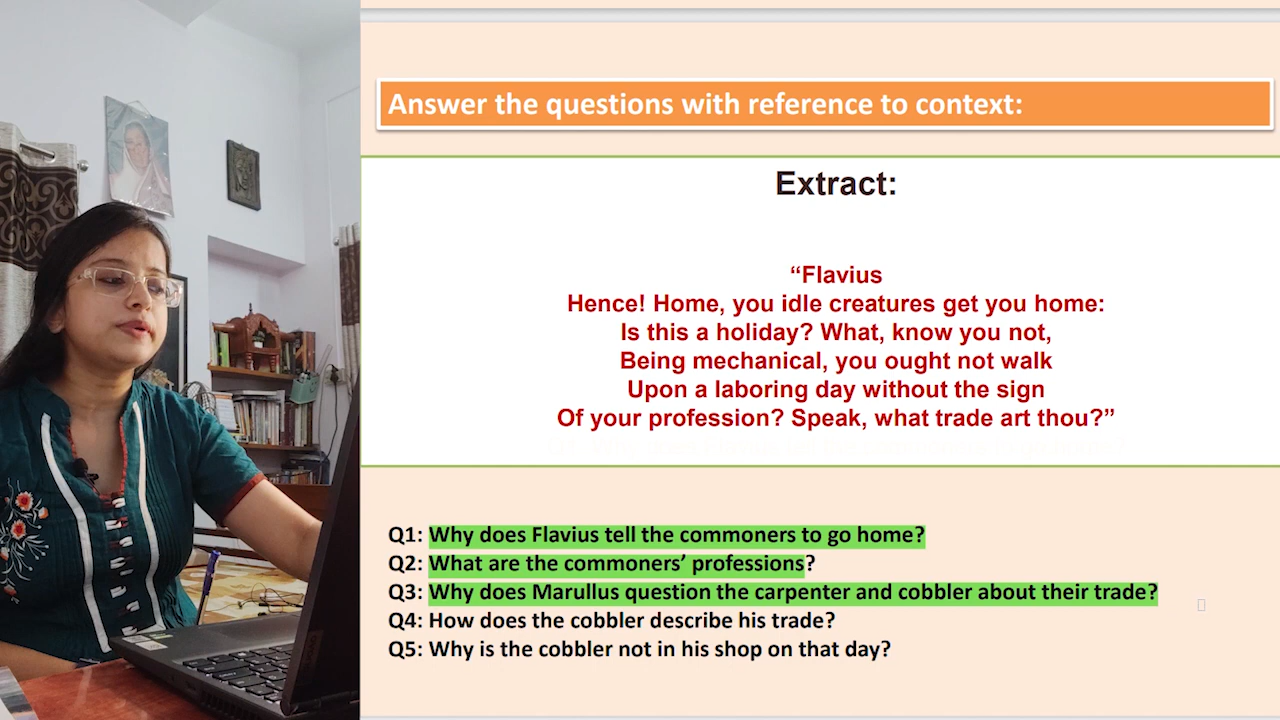 Answer the questions with reference to context:
Extract:
“Flavius
Hence! Home, you idle creatures get you home:
Is this a holiday? What, know you not,
Being mechanical, you ought not walk
Upon a laboring day without the sign
Of your profession? Speak, what trade art thou?”
Q1: Why does Flavius tell the commoners to go home?
Q2: What are the commoners’ professions?
Q3: Why does Marullus question the carpenter and cobbler about their trade?
Q4: How does the cobbler describe his trade?
Q5: Why is the cobbler not in his shop on that day?